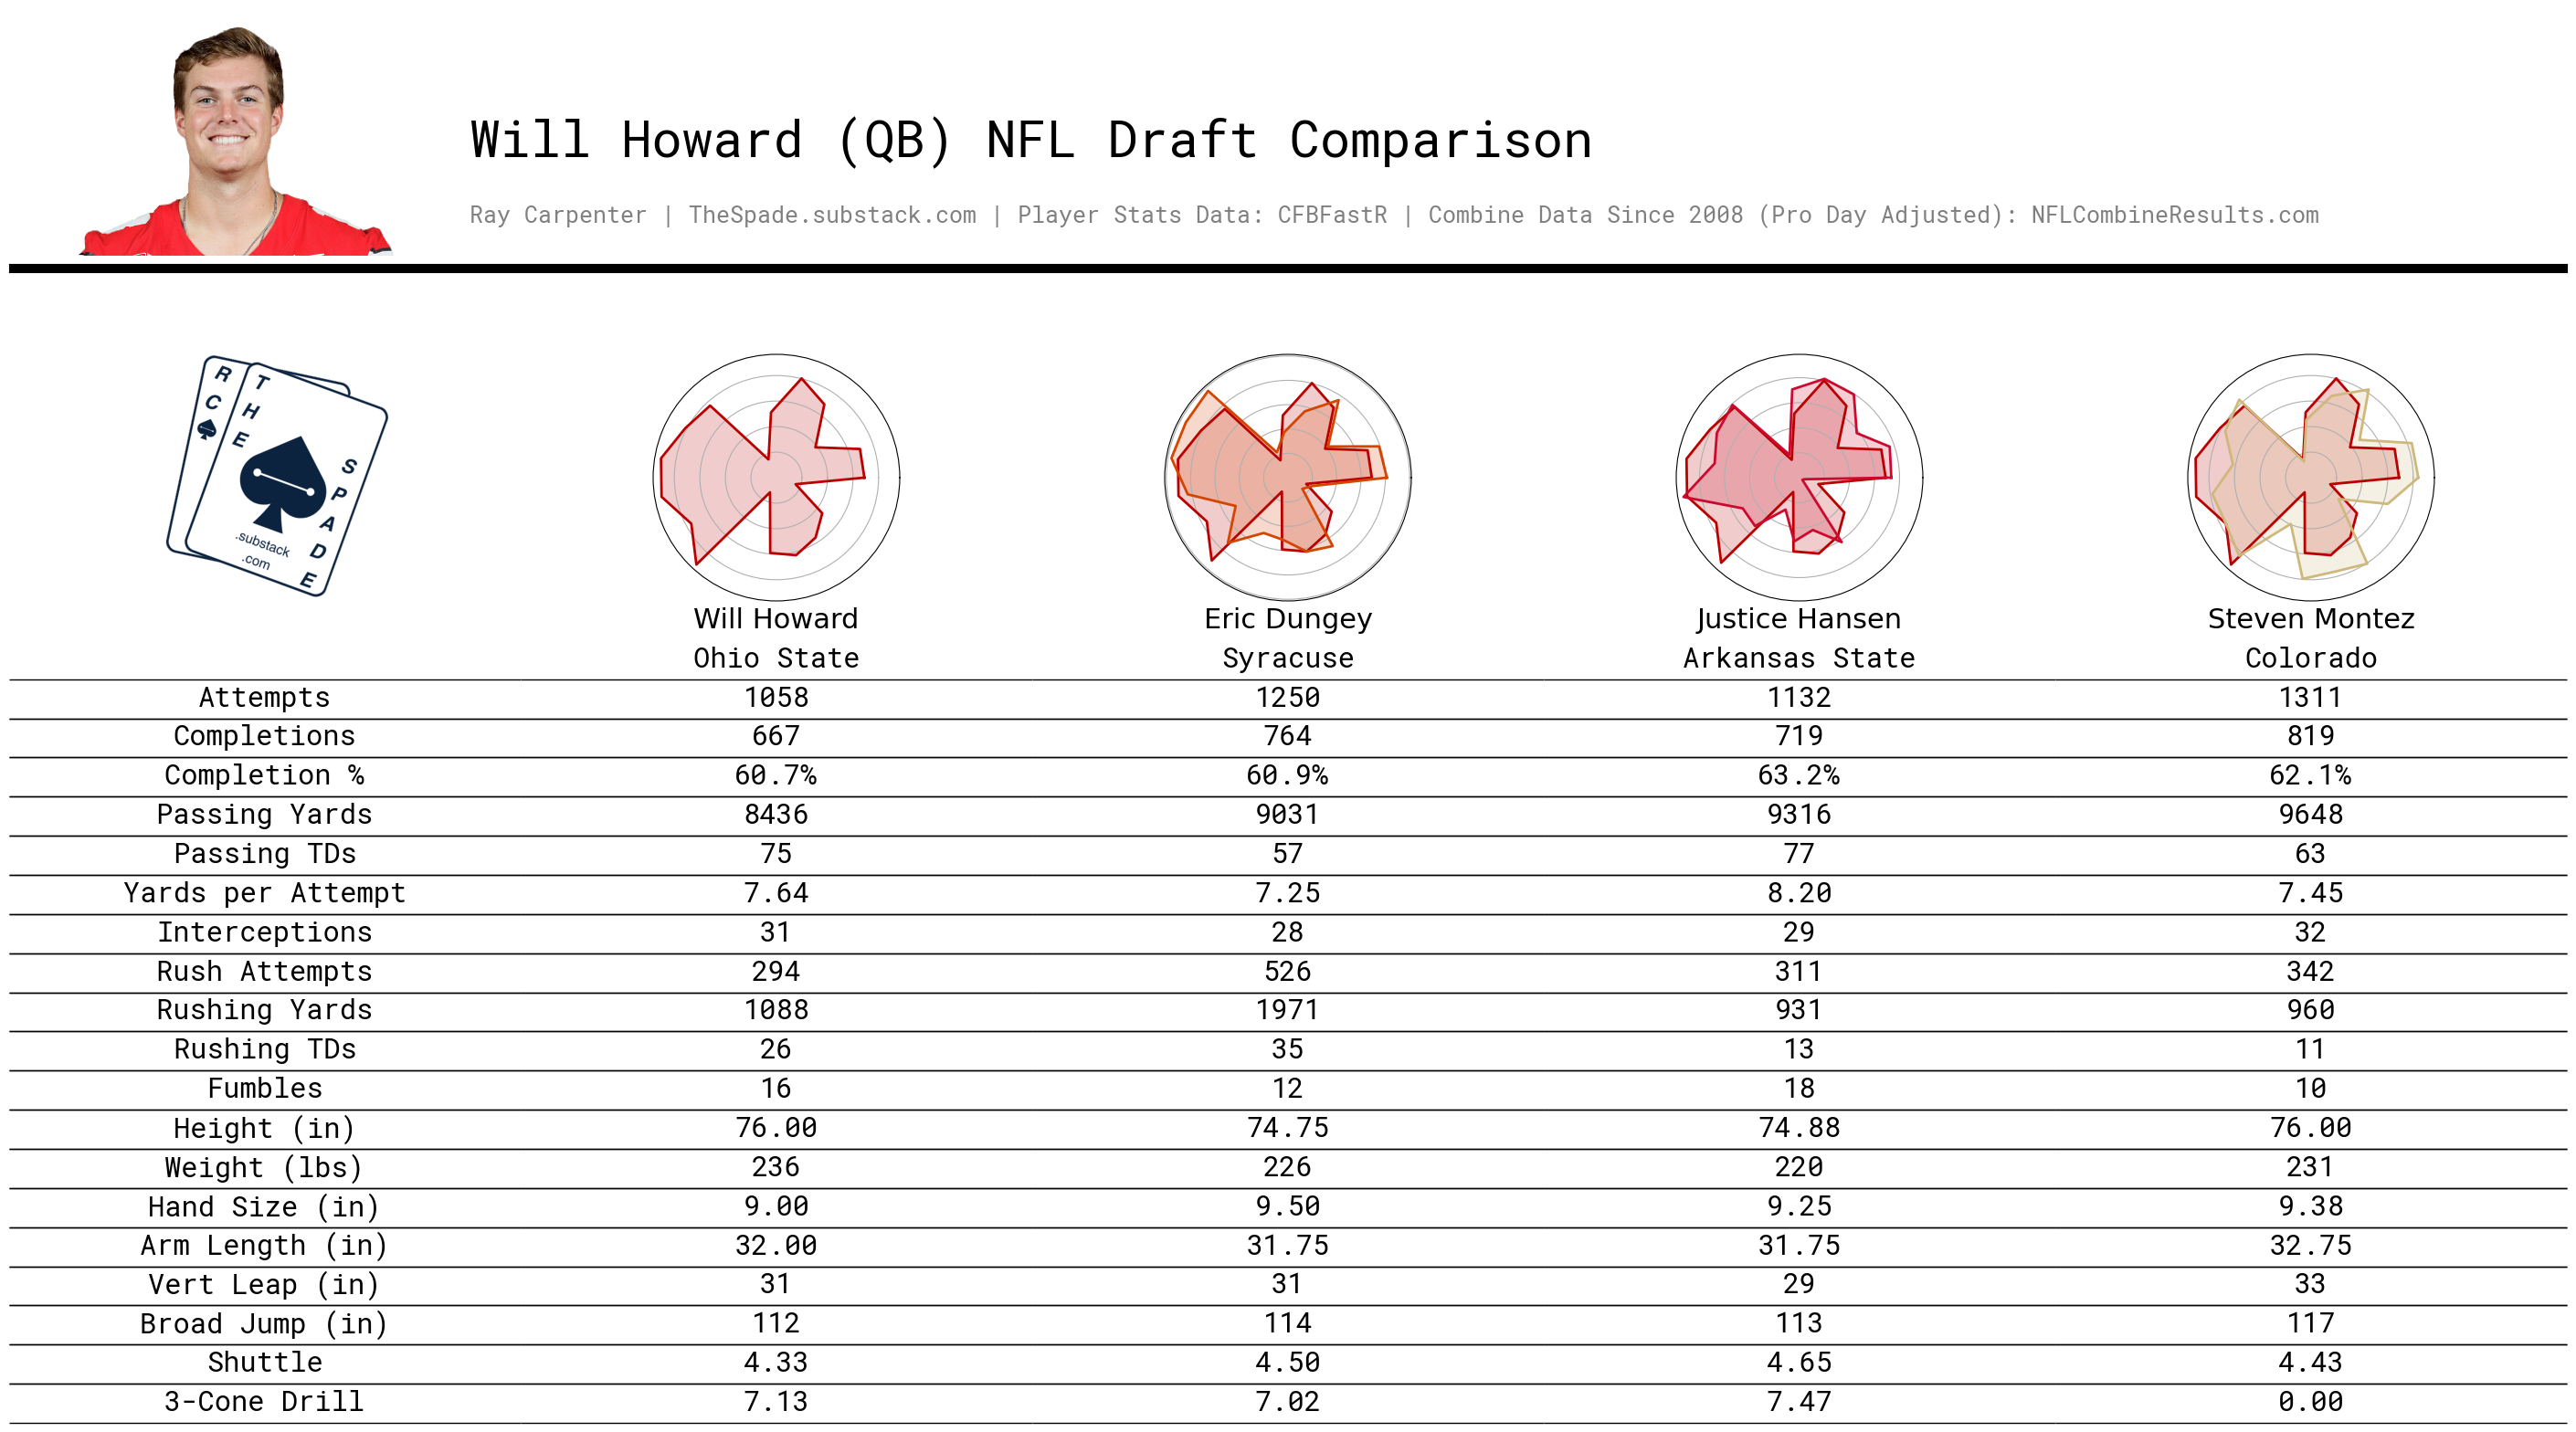 Will Howard (QB) NFL Draft Comparison
Ray Carpenter | TheSpade.substack.com | Player Stats Data: CFBFastR | Combine Data Since 2008 (Pro Day Adjusted): NFLCombineResults.com
RC
THE
SPADE
.substack
.com
Will Howard Eric Dungey Justice Hansen Steven Montez
Ohio State Syracuse Arkansas State Colorado
Attempts 1058 1250 1132 1311
Completions 667 764 719 819
Completion % 60.7% 60.9% 63.2% 62.1%
Passing Yards 8436 9031 9316 9648
Passing TDs 75 57 77 63
Yards per Attempt 7.64 7.25 8.20 7.45
Interceptions 31 28 29 32
Rush Attempts 294 526 311 342
Rushing Yards 1088 1971 931 960
Rushing TDs 26 35 13 11
Fumbles 16 12 18 10
Height (in) 76.00 74.75 74.88 76.00
Weight (lbs) 236 226 220 231
Hand Size (in) 9.00 9.50 9.25 9.38
Arm Length (in) 32.00 31.75 31.75 32.75
Vert Leap (in) 31 31 29 33
Broad Jump (in) 112 114 113 117
Shuttle 4.33 4.50 4.65 4.43
3-Cone Drill 7.13 7.02 7.47 0.00